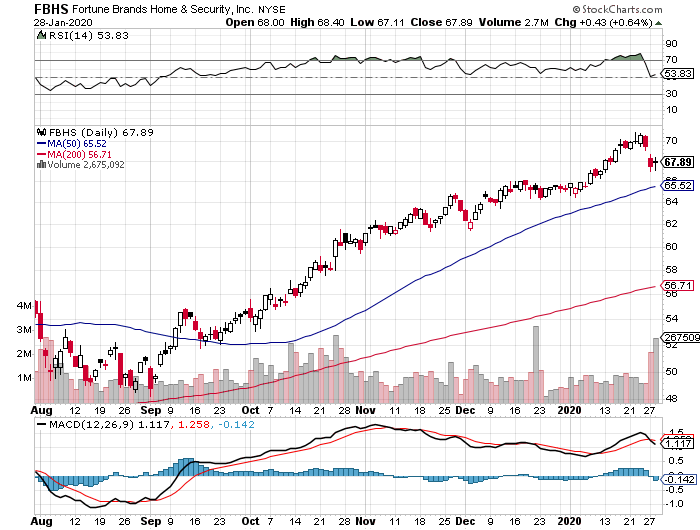 FBHS Fortune Brands Home & Security, Inc. NYSE
© StockCharts.com
28-Jan-2020
Open 68.00 High 68.40 Low 67.11 Close 67.89 Volume 2.7M Chg +0.43 (+0.64%)
RSI(14) 53.83
90
70
53.83
30
10
FBHS (Daily) 67.89
MA(50) 65.52
MA(200) 56.71
Volume 2,675,092
70
67.89
65.52
64
62
60
58
56.71
54
52
50
48
4M
3M
2M
1M
267509
Aug 12 19 26 Sep 9 16 23 Oct 7 14 21 28 Nov 11 18 25 Dec 9 16 23 2020 13 21 27
MACD(12,26,9) 1.117, 1.258, -0.142
1.5
1.117
0.5
-0.142
-0.5
-1.0
Aug 12 19 26 Sep 9 16 23 Oct 7 14 21 28 Nov 11 18 25 Dec 9 16 23 2020 13 21 27